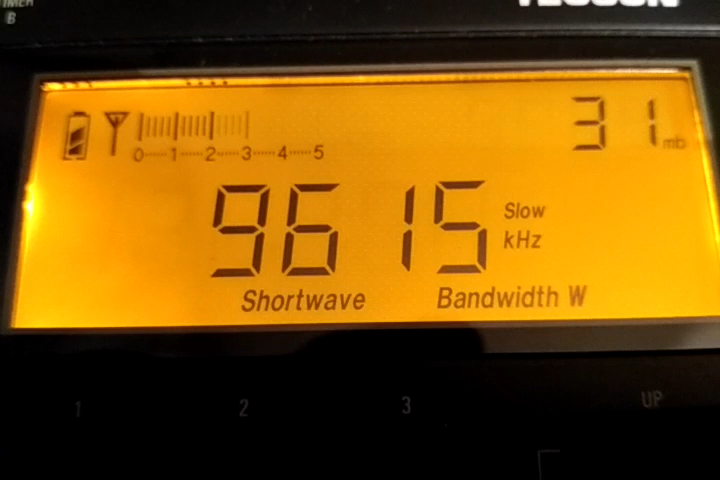 B
31 mb
0 1 2 3 4 5
9615 Slow kHz
Shortwave Bandwidth W
1 2 3 UP